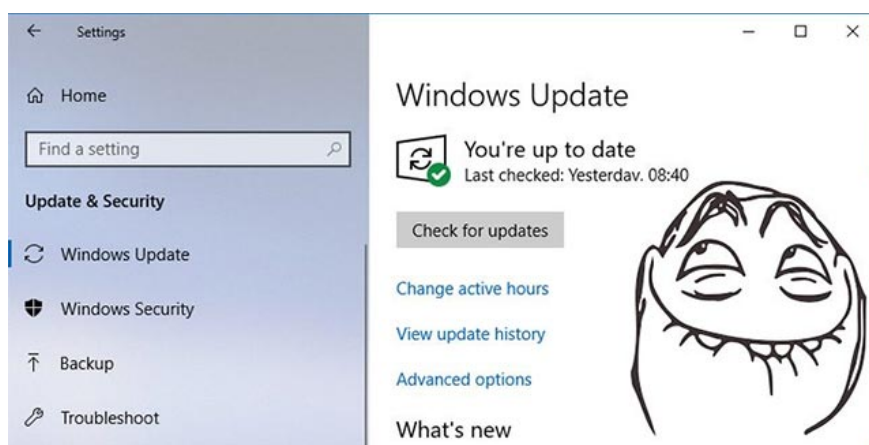 Settings
Home
Find a setting
Update & Security
Windows Update
Windows Security
Backup
Troubleshoot
Windows Update
You're up to date
Last checked: Yesterday, 08:40
Check for updates
Change active hours
View update history
Advanced options
What's new